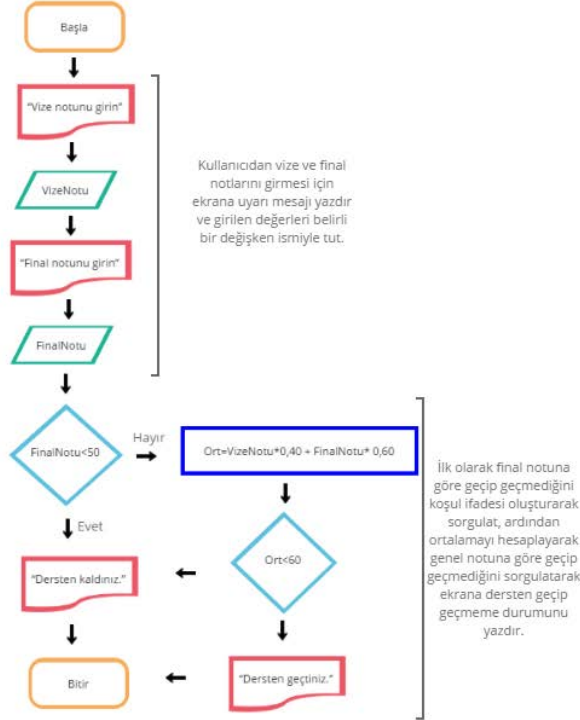 Başla
"Vize notunu girin"
VizeNotu
"Final notunu girin"
FinalNotu
Kullanıcıdan vize ve final
notlarını girmesi için
ekrana uyarı mesajı yazdır
ve girilen değerleri belirli
bir değişken ismiyle tut.
FinalNotu<50
Hayır
Ort=VizeNotu*0,40 + FinalNotu* 0,60
Evet
Ort<60
"Dersten kaldınız."
"Dersten geçtiniz."
Bitir
İlk olarak final notuna
göre geçip geçmediğini
koşul ifadesi oluşturarak
sorgulat, ardından
ortalamayı hesaplayarak
genel notuna göre geçip
geçmediğini sorgulatarak
ekrana dersten geçip
geçmeme durumunu
yazdır.